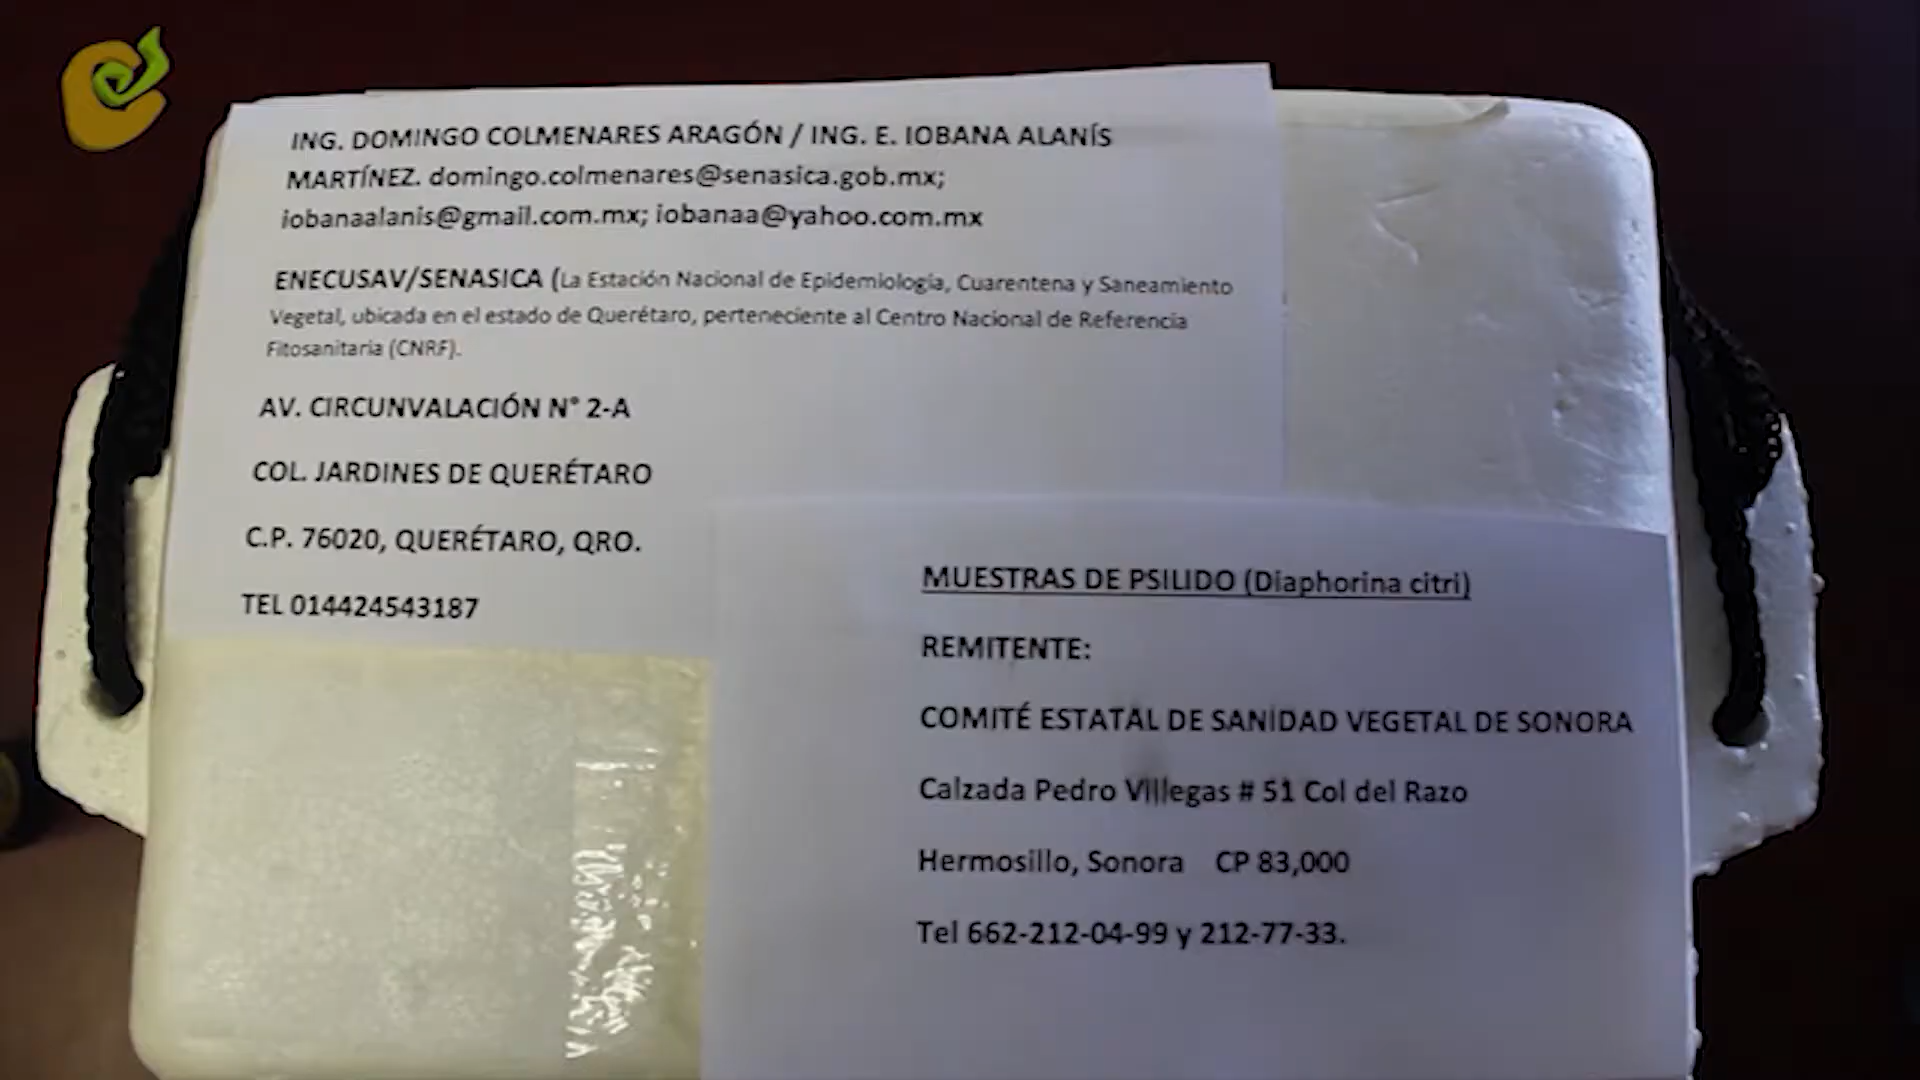 ING. DOMINGO COLMENARES ARAGÓN / ING. E. IOBANA ALANÍS
MARTÍNEZ. domingo.colmenares@senasica.gob.mx;
iobanaalanis@gmail.com.mx; iobanaa@yahoo.com.mx
ENECUSAV/SENASICA (La Estación Nacional de Epidemiologia, Cuarentena y Saneamiento
Vegetal, ubicada en el estado de Querétaro, perteneciente al Centro Nacional de Referencia
Fitosanitaria (CNRF).
AV. CIRCUNVALACIÓN N° 2-A
COL. JARDINES DE QUERÉTARO
C.P. 76020, QUERÉTARO, QRO.
TEL 014424543187
MUESTRAS DE PSILIDO (Diaphorina citri)
REMITENTE:
COMITÉ ESTATAL DE SANIDAD VEGETAL DE SONORA
Calzada Pedro Villegas # 51 Col del Razo
Hermosillo, Sonora CP 83,000
Tel 662-212-04-99 y 212-77-33.